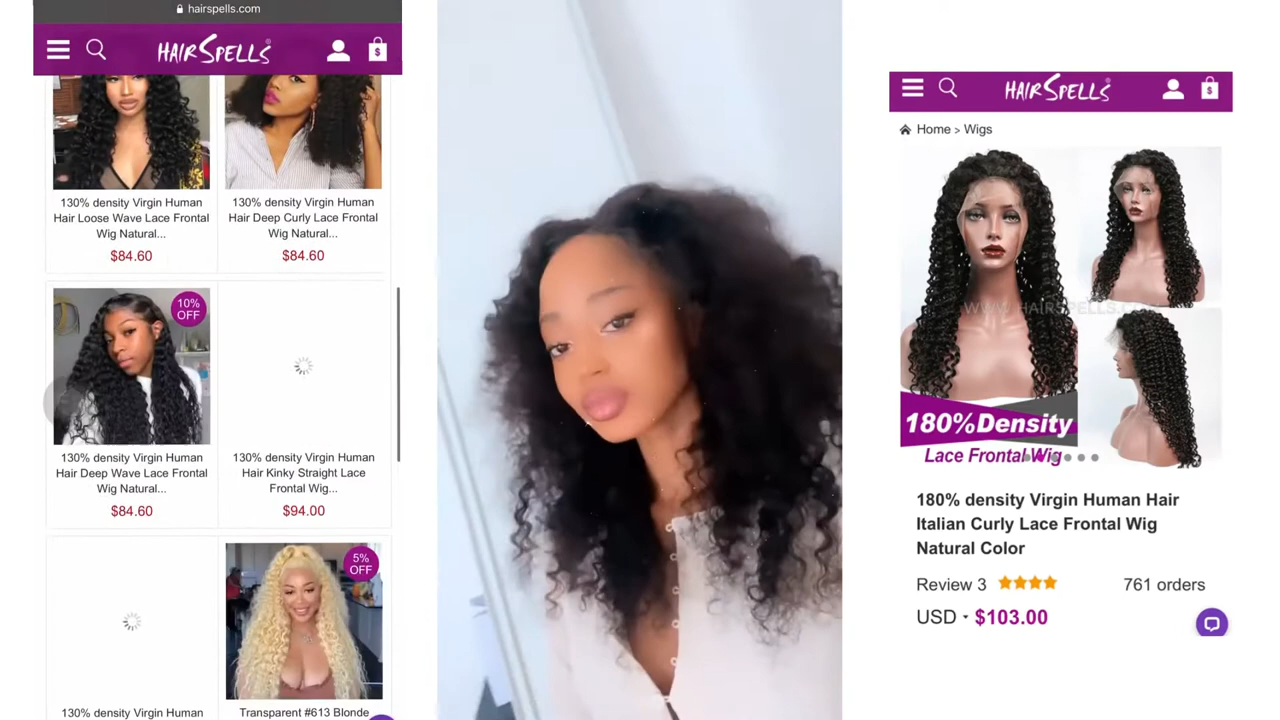 hairspells.com
HAIRSPELLS®
130% density Virgin Human
Hair Loose Wave Lace Frontal
Wig Natural...
$84.60
130% density Virgin Human
Hair Deep Curly Lace Frontal
Wig Natural...
$84.60
10%
OFF
130% density Virgin Human
Hair Deep Wave Lace Frontal
Wig Natural...
$84.60
130% density Virgin Human
Hair Kinky Straight Lace
Frontal Wig...
$94.00
5%
OFF
130% density Virgin Human
Transparent #613 Blonde
HAIRSPELLS®
$
Home > Wigs
WWW.HAIRSPELLS.CO
180%Density
Lace Frontal Wig
180% density Virgin Human Hair
Italian Curly Lace Frontal Wig
Natural Color
Review 3
761 orders
USD $103.00